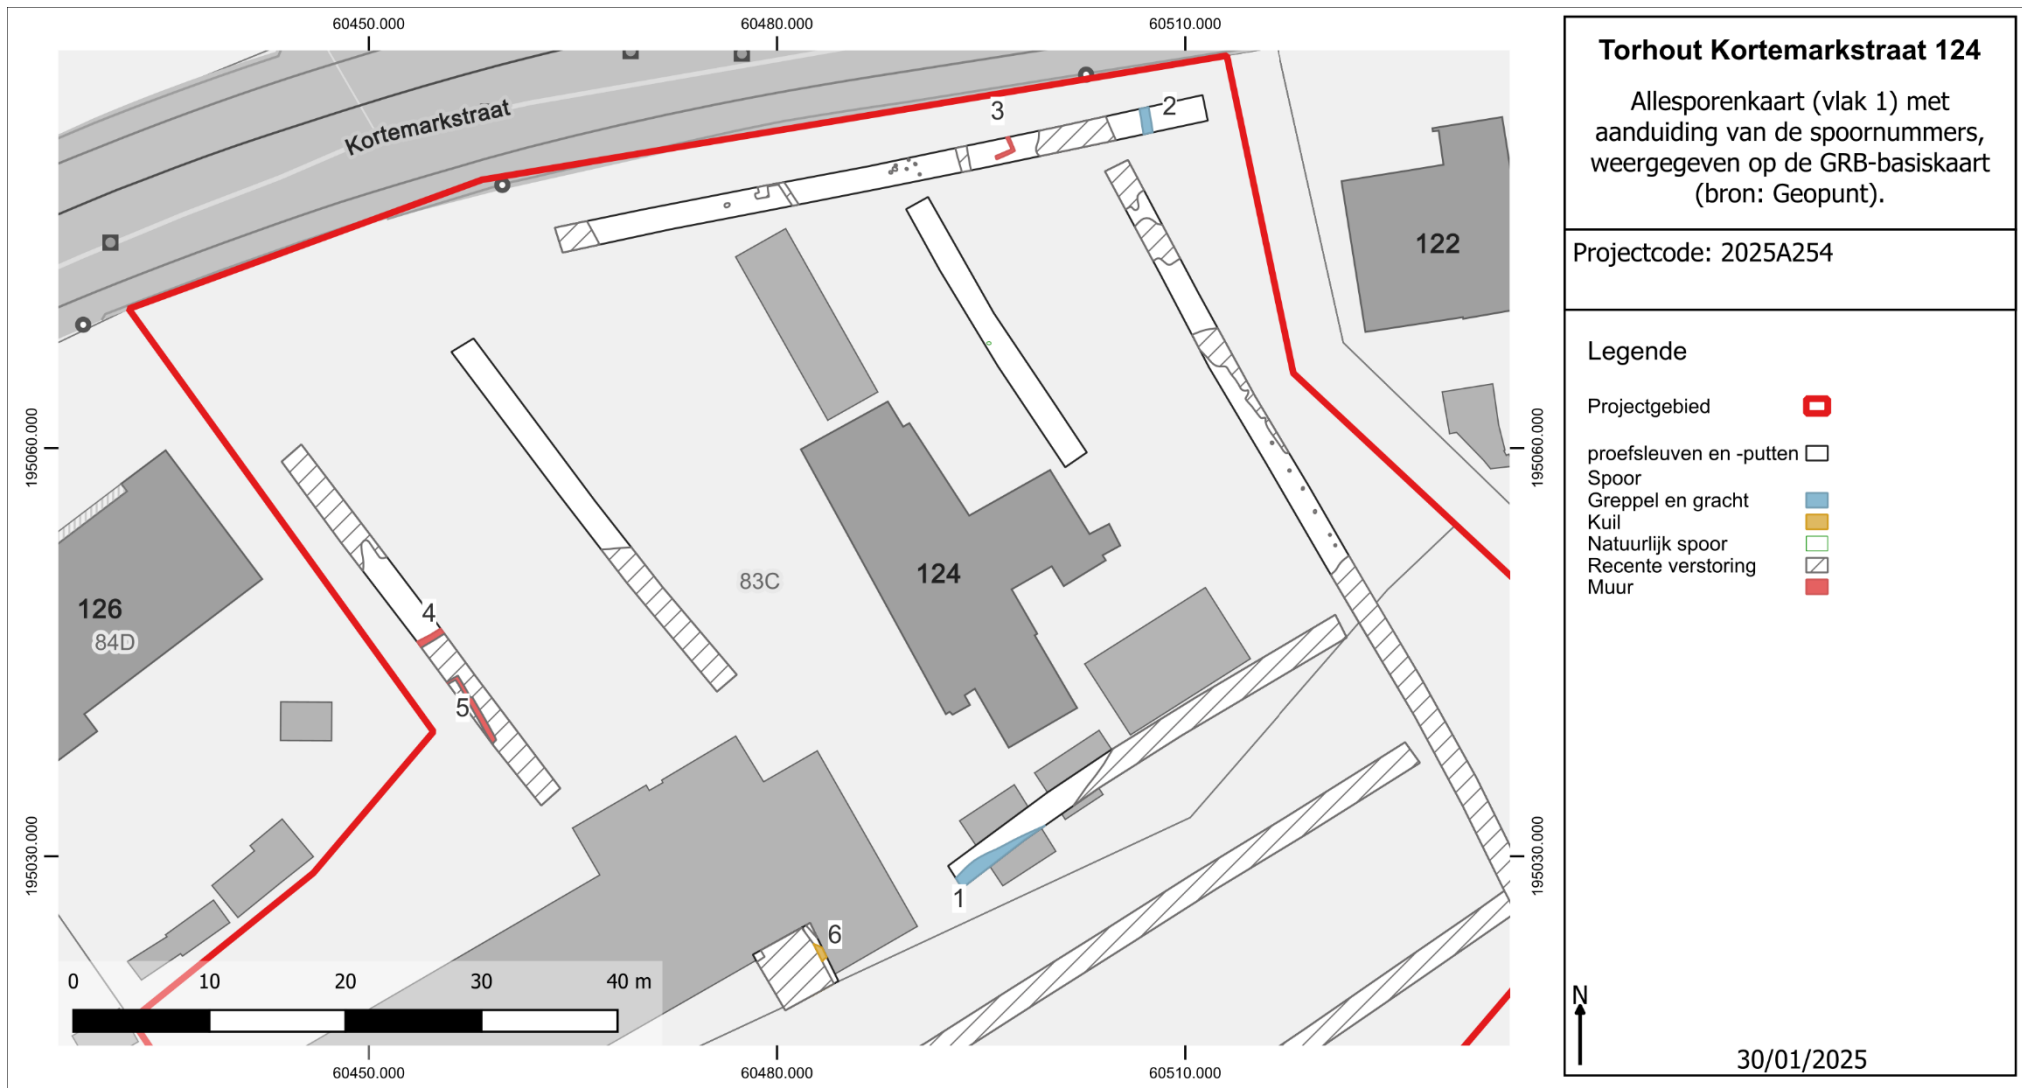 60450.000
60480.000
60510.000
Torhout Kortemarkstraat 124
Allesporenkaart (vlak 1) met
aanduiding van de spoornummers,
weergegeven op de GRB-basiskaart
(bron: Geopunt).
Projectcode: 2025A254
Legende
Projectgebied
proefsleuven en -putten
Spoor
Greppel en gracht
Kuil
Natuurlijk spoor
Recente verstoring
Muur
N
30/01/2025
Kortemarkstraat
3
2
122
195060.000
195060.000
124
83C
126
84D
4
5
195030.000
195030.000
1
6
0 10 20 30 40 m
60450.000
60480.000
60510.000